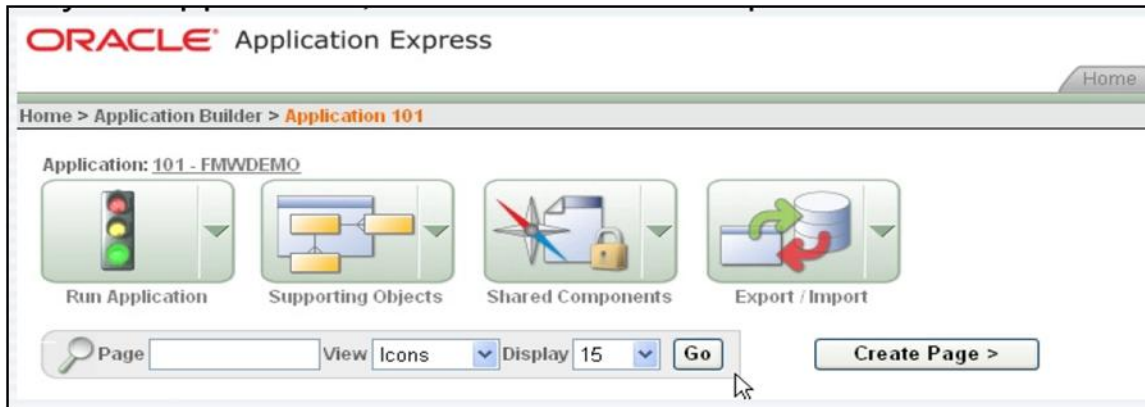 ORACLE Application Express
Home
Home > Application Builder > Application 101
Application: 101 - FMWDEMO
Run Application Supporting Objects Shared Components Export / Import
Page View Icons Display 15 Go Create Page >